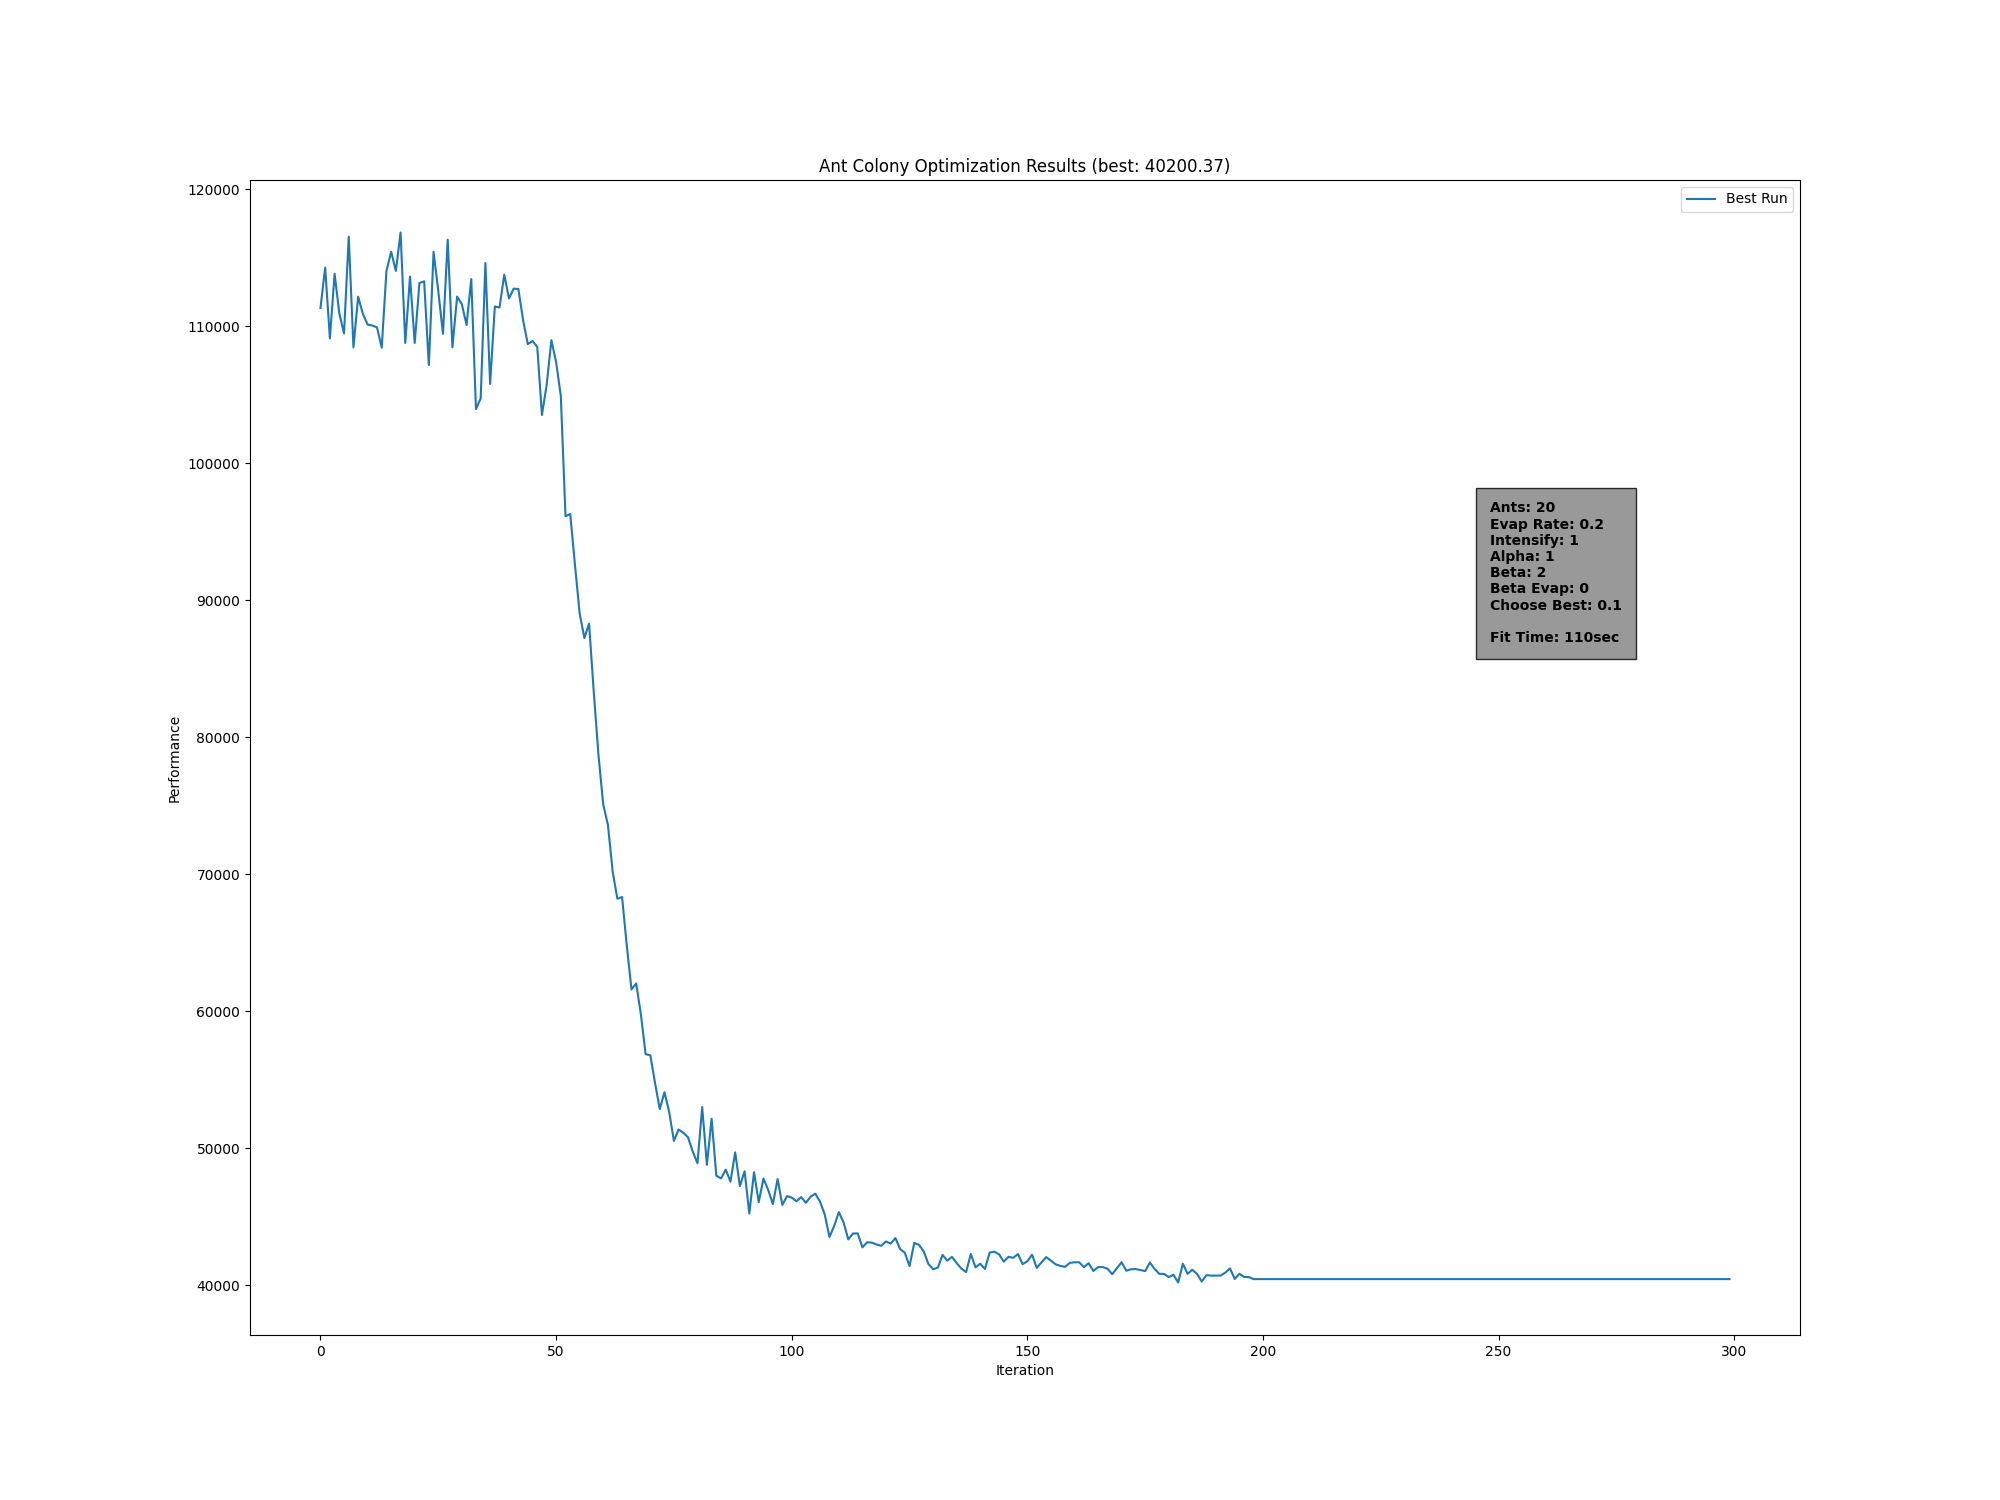 Ant Colony Optimization Results (best: 40200.37)
120000
110000
100000
90000
80000
70000
60000
50000
40000
Performance
Best Run
Ants: 20
Evap Rate: 0.2
Intensify: 1
Alpha: 1
Beta: 2
Beta Evap: 0
Choose Best: 0.1
Fit Time: 110sec
0 50 100 150 200 250 300
Iteration